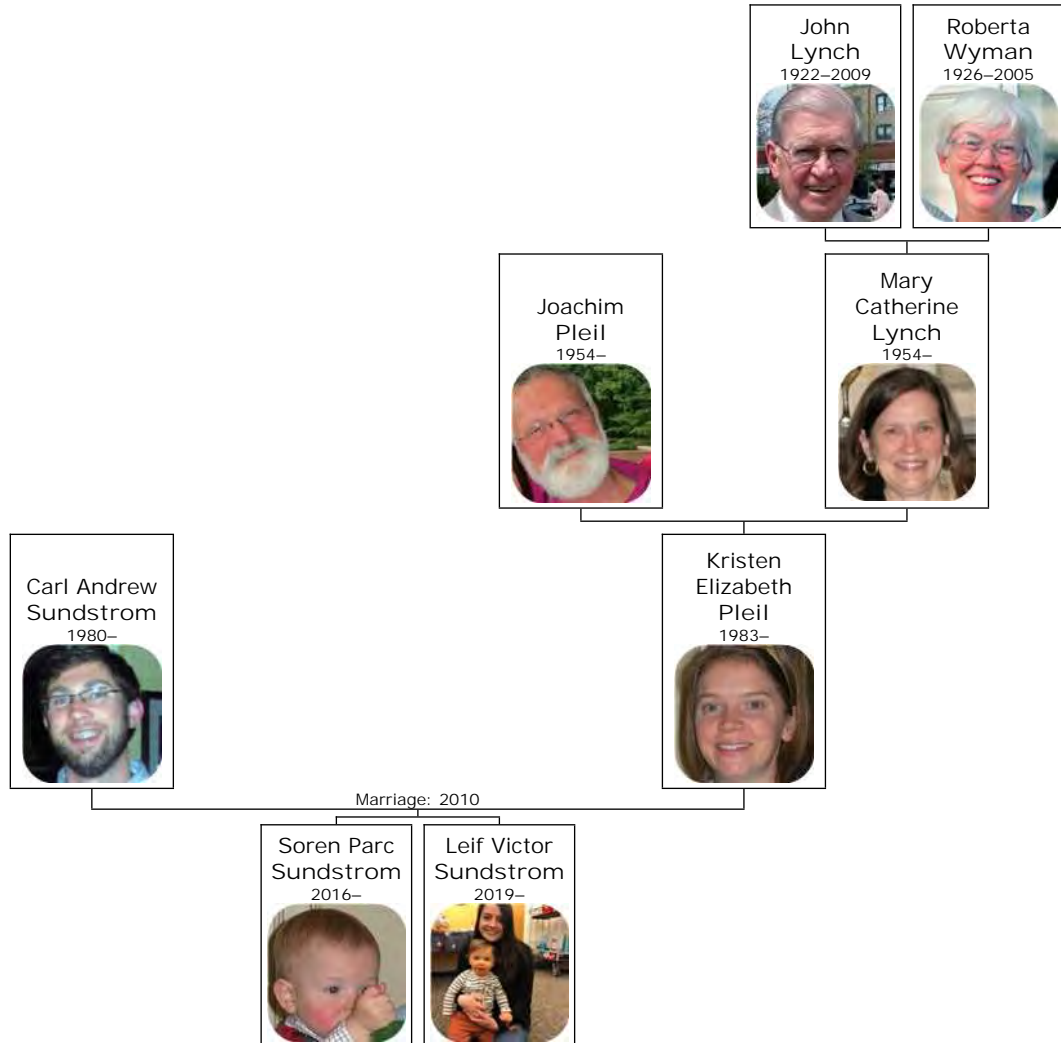 John
Lynch
1922–2009
Roberta
Wyman
1926–2005
Joachim
Pleil
1954–
Mary
Catherine
Lynch
1954–
Carl Andrew
Sundstrom
1980–
Kristen
Elizabeth
Pleil
1983–
Marriage: 2010
Soren Parc
Sundstrom
2016–
Leif Victor
Sundstrom
2019–